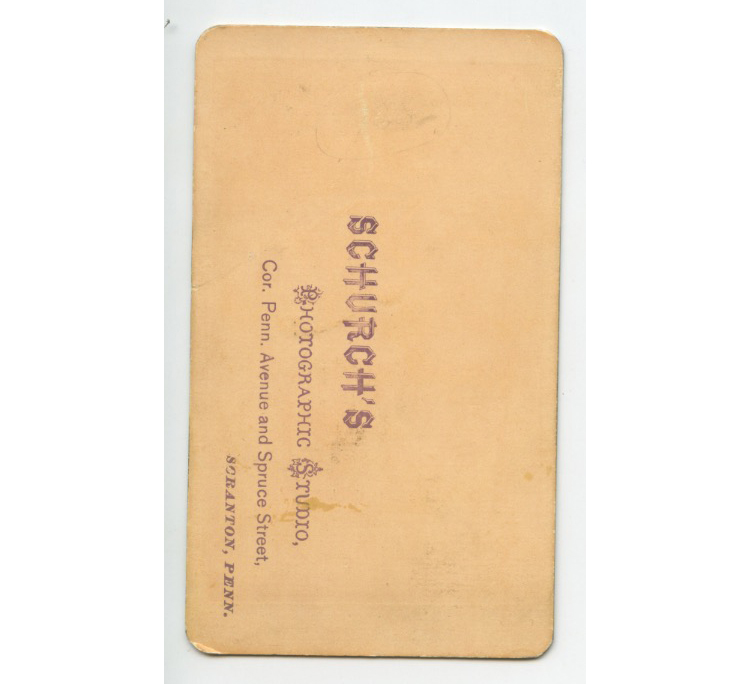 SCHURCH'S
PHOTOGRAPHIC STUDIO,
Cor. Penn. Avenue and Spruce Street,
SCRANTON, PENN.